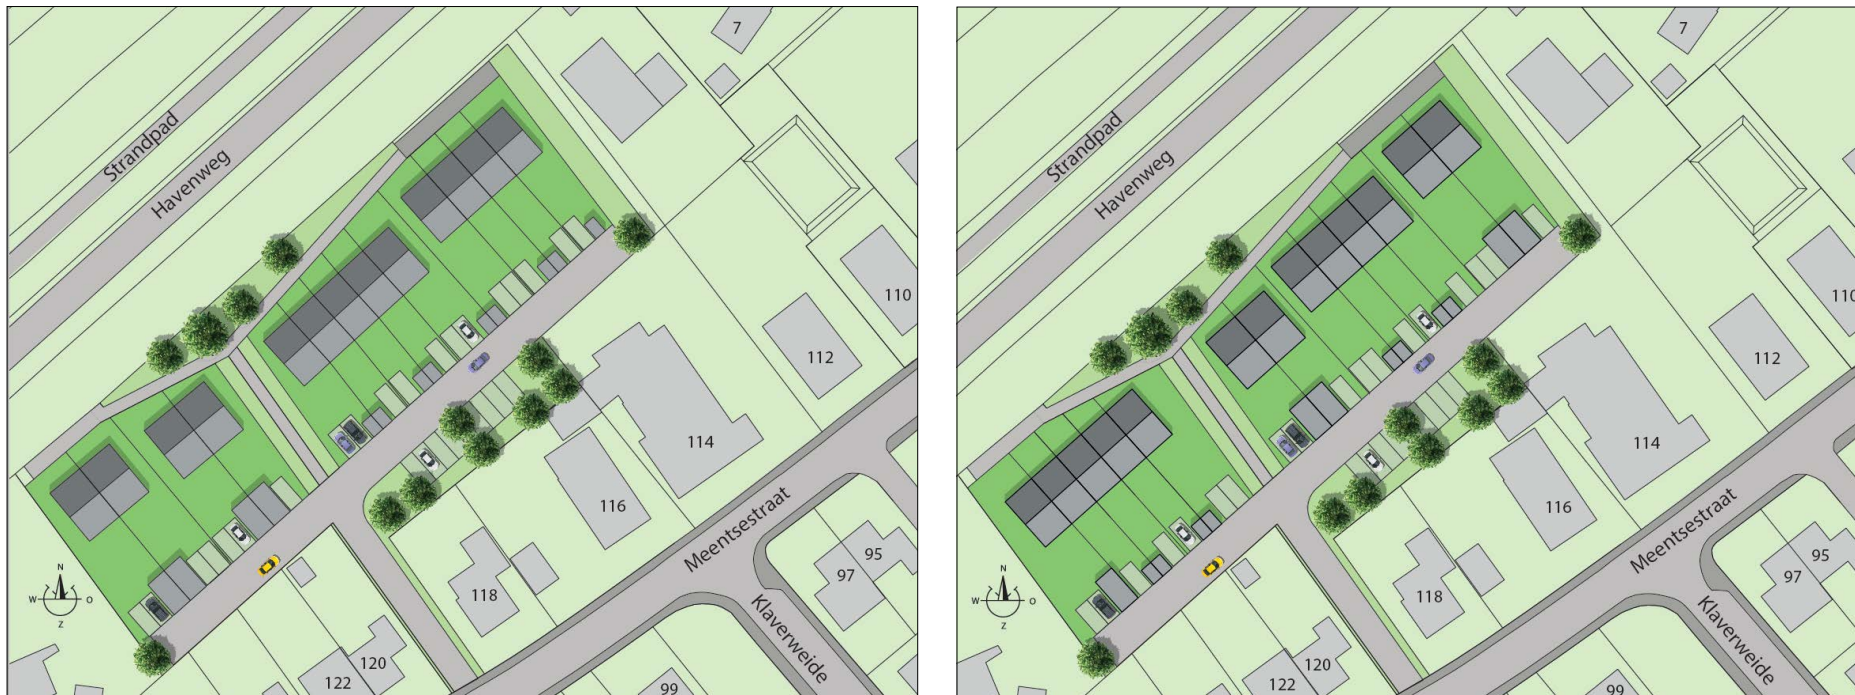 7
Strandpad
Havenweg
110
112
114
116
Meentsestraat
95
97
118
Klaverweide
120
122
99
N
W
O
Z
7
Strandpad
Havenweg
110
112
114
116
Meentsestraat
95
97
118
Klaverweide
120
122
99
N
W
O
Z